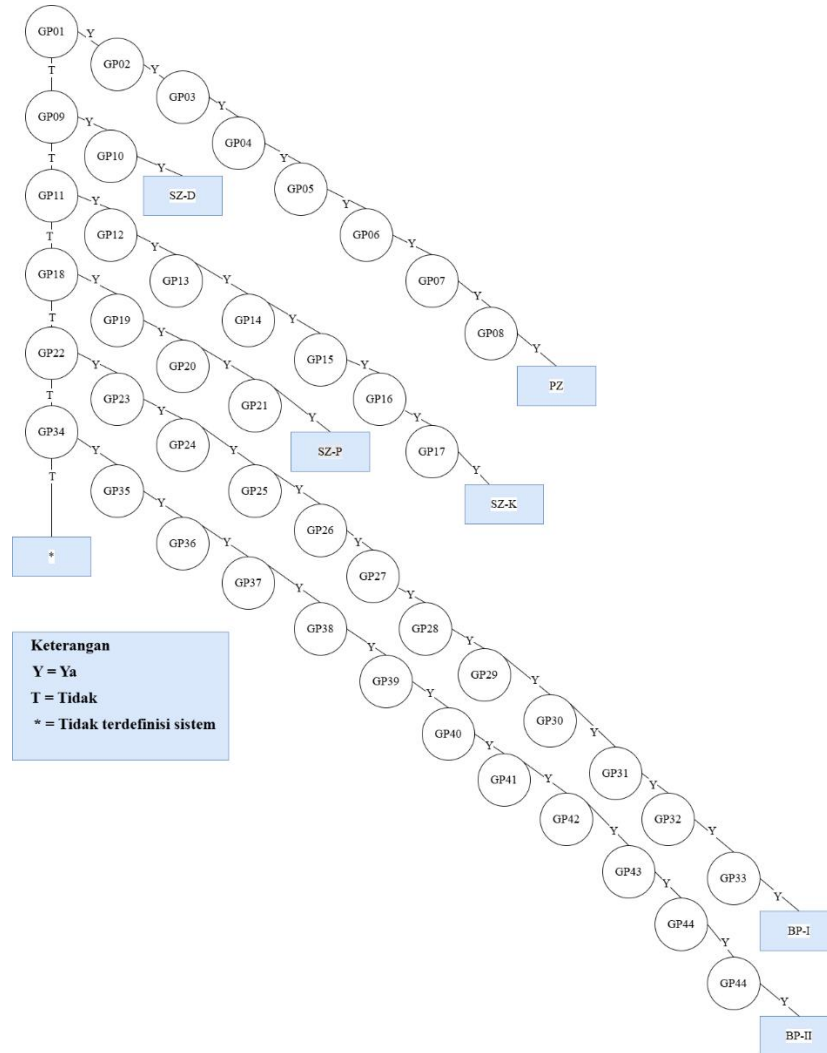 GP01
Y
GP02
Y
GP03
Y
GP04
Y
GP05
Y
GP06
Y
GP07
Y
GP08
Y
PZ
T
GP09
Y
GP10
Y
SZ-D
T
GP11
Y
GP12
Y
GP13
Y
GP14
Y
GP15
Y
GP16
Y
GP17
Y
SZ-K
T
GP18
Y
GP19
Y
GP20
Y
GP21
Y
SZ-P
T
GP22
Y
GP23
Y
GP24
Y
GP25
Y
GP26
Y
GP27
Y
GP28
Y
GP29
Y
GP30
Y
GP31
Y
GP32
Y
GP33
Y
BP-I
T
GP34
Y
GP35
Y
GP36
Y
GP37
Y
GP38
Y
GP39
Y
GP40
Y
GP41
Y
GP42
Y
GP43
Y
GP44
Y
GP44
Y
BP-II
T
*
Keterangan
Y = Ya
T = Tidak
* = Tidak terdefinisi sistem